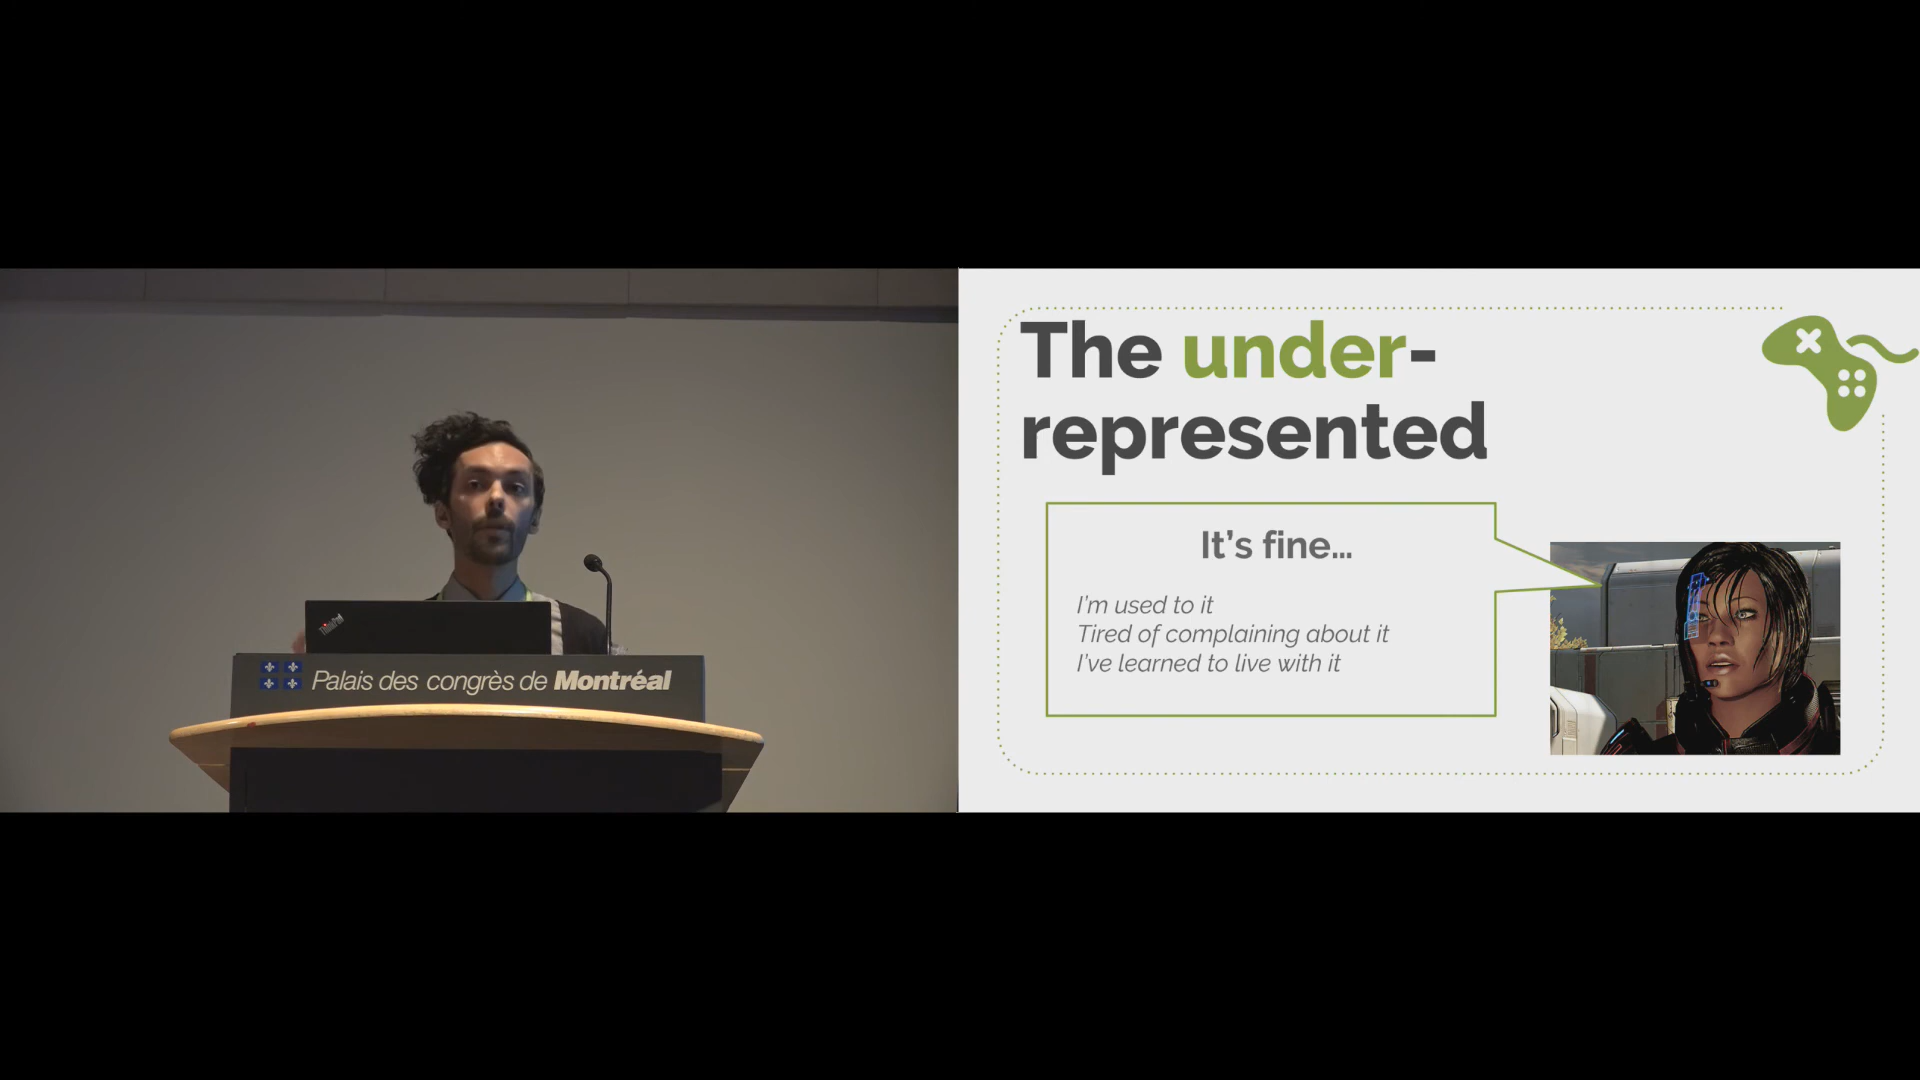 ThinkPad
Palais des congrès de Montréal
The under-
represented
It's fine...
I'm used to it
Tired of complaining about it
I've learned to live with it